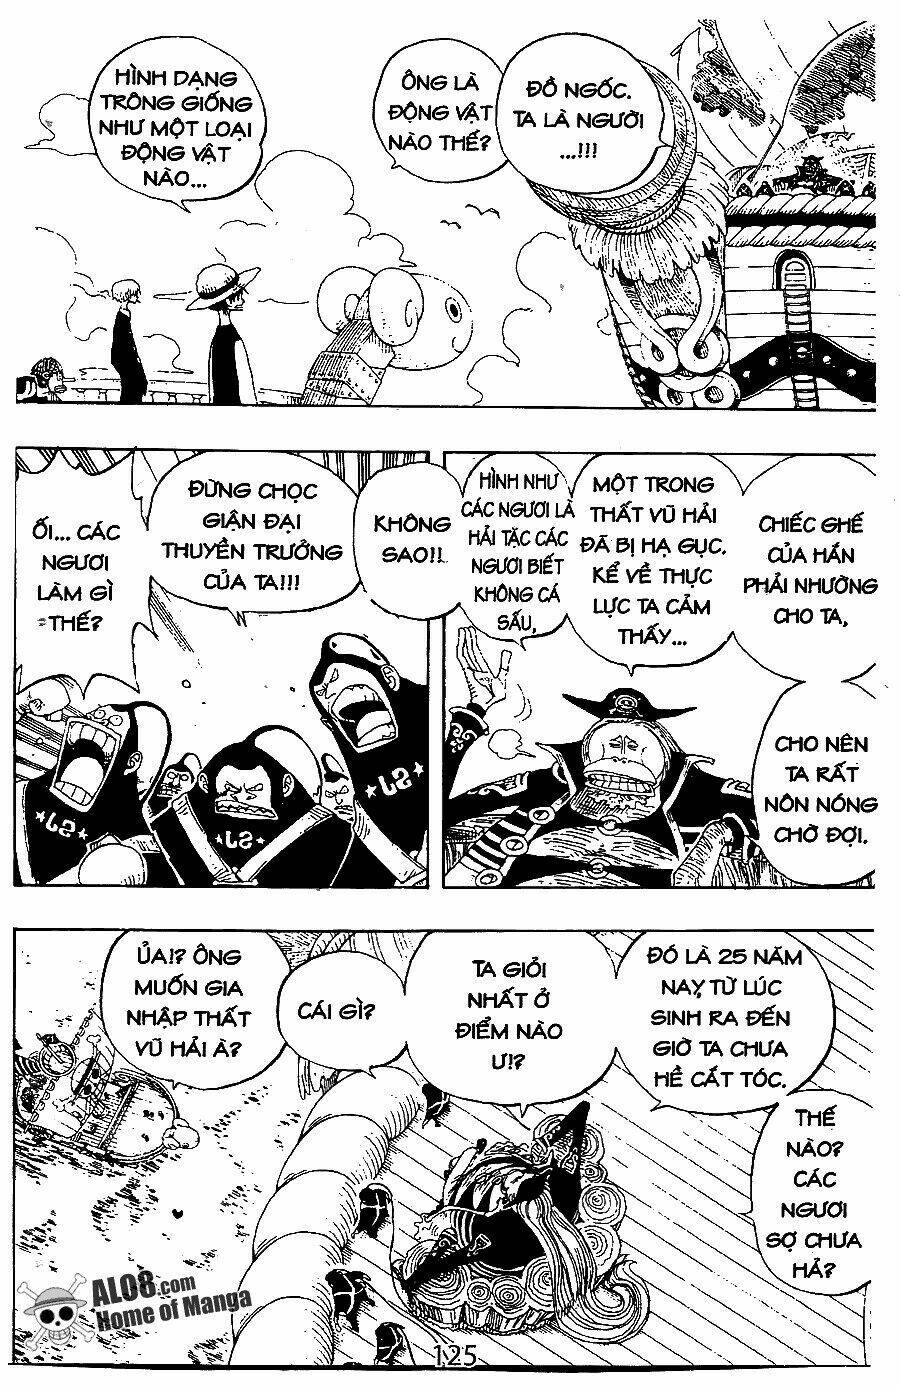 ĐỒ NGỐC.
TA LÀ NGƯỜI
...!!!
ÔNG LÀ
ĐỘNG VẬT
NÀO THẾ?
HÌNH DẠNG
TRÔNG GIỐNG
NHƯ MỘT LOẠI
ĐỘNG VẬT
NÀO...
CHIẾC GHẾ
CỦA HẮN
PHẢI NHƯỜNG
CHO TA,
MỘT TRONG
THẤT VŨ HẢI
ĐÃ BỊ HẠ GỤC.
KỂ VỀ THỰC
LỰC TA CẢM
THẤY...
HÌNH NHƯ
CÁC NGƯƠI LÀ
HẢI TẶC CÁC
NGƯƠI BIẾT
KHÔNG CÁ
SẤU,
CHO NÊN
TA RẤT
NÔN NÓNG
CHỜ ĐỢI.
KHÔNG
SAO!!
ĐỪNG CHỌC
GIẬN ĐẠI
THUYỀN TRƯỞNG
CỦA TA!!!
ỐI... CÁC
NGƯƠI
LÀM GÌ
THẾ?
ĐÓ LÀ 25 NĂM
NAY, TỪ LÚC
SINH RA ĐẾN
GIỜ TA CHƯA
HỀ CẮT TÓC.
THẾ
NÀO?
CÁC
NGƯƠI
SỢ CHƯA
HẢ?
TA GIỎI
NHẤT Ở
ĐIỂM NÀO
Ư!?
CÁI GÌ?
ỦA!? ÔNG
MUỐN GIA
NHẬP THẤT
VŨ HẢI À?
ALO8.com
Home of Manga
125